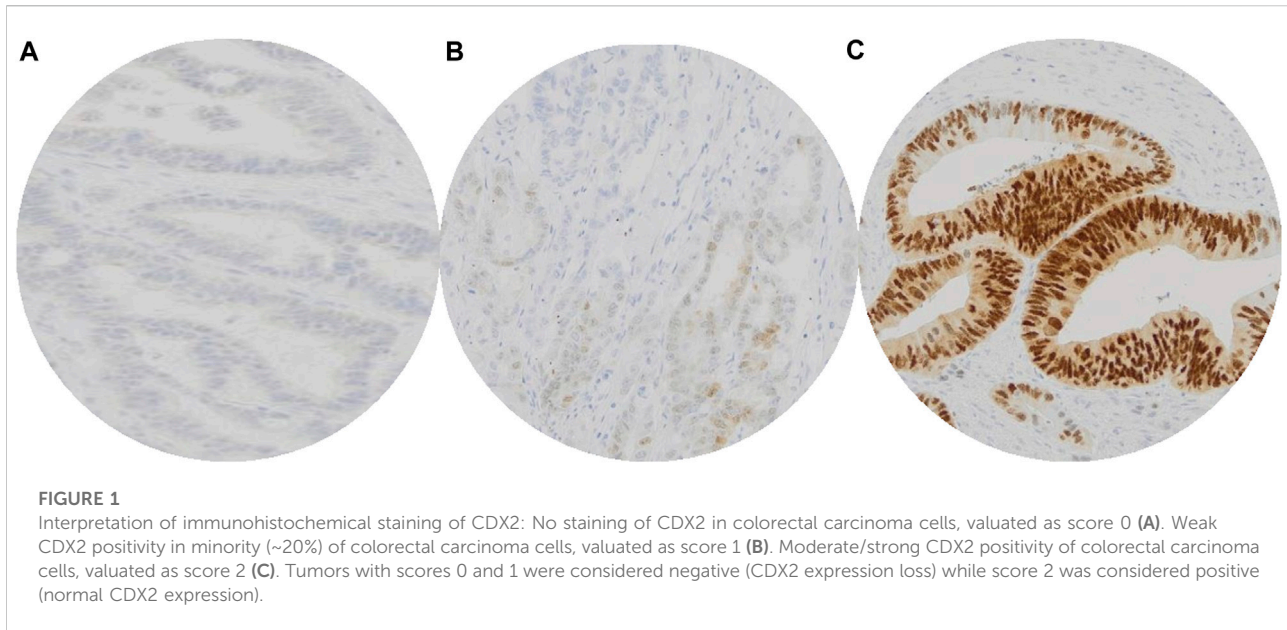 A
B
C
FIGURE 1
Interpretation of immunohistochemical staining of CDX2: No staining of CDX2 in colorectal carcinoma cells, valuated as score 0 (A). Weak
CDX2 positivity in minority (~20%) of colorectal carcinoma cells, valuated as score 1 (B). Moderate/strong CDX2 positivity of colorectal carcinoma
cells, valuated as score 2 (C). Tumors with scores 0 and 1 were considered negative (CDX2 expression loss) while score 2 was considered positive
(normal CDX2 expression).